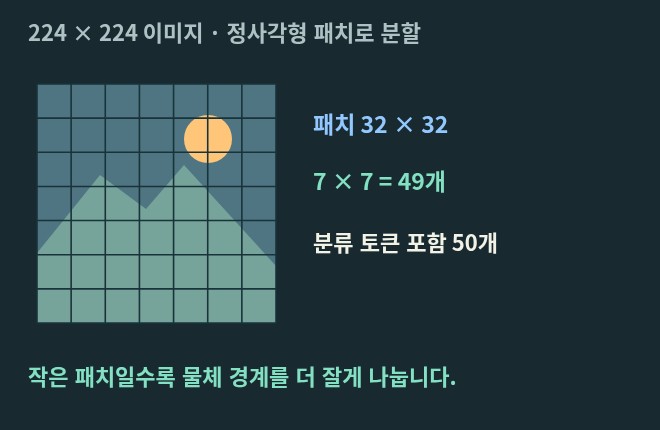 224 × 224 이미지 · 정사각형 패치로 분할
패치 32 × 32
7 × 7 = 49개
분류 토큰 포함 50개
작은 패치일수록 물체 경계를 더 잘게 나눕니다.